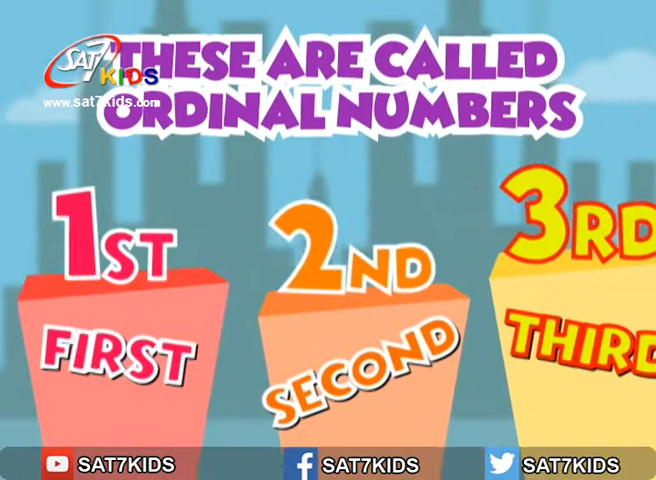 THESE ARE CALLED
ORDINAL NUMBERS
SAT7
KIDS
www.sat7kids.com
1ST
2ND
3RD
FIRST
SECOND
THIRD
SAT7KIDS
SAT7KIDS
SAT7KIDS